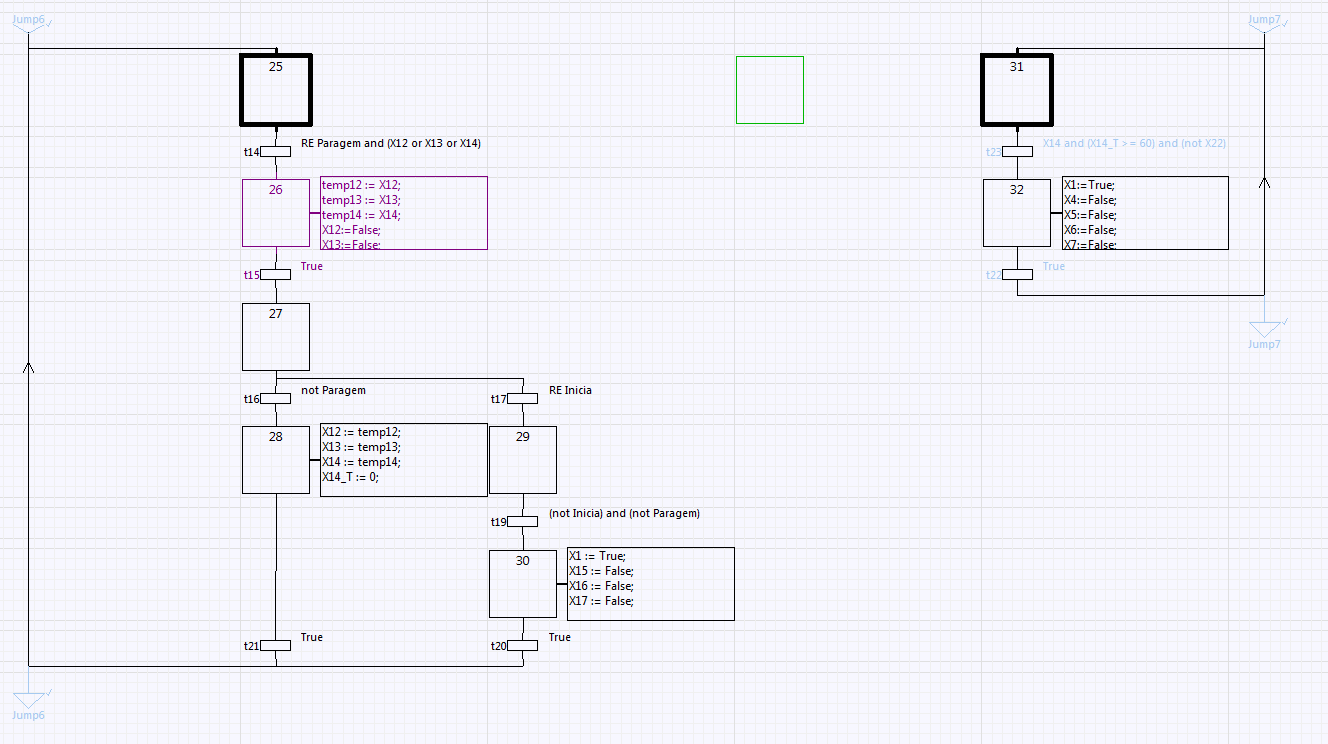 Jump6
Jump7
25
31
t14
RE Paragem and (X12 or X13 or X14)
t23
X14 and (X14_T >= 60) and (not X22)
26
temp12 := X12;
temp13 := X13;
temp14 := X14;
X12:=False;
X13:=False;
32
X1:=True;
X4:=False;
X5:=False;
X6:=False;
X7:=False;
t15
True
t22
True
27
Jump7
t16
not Paragem
t17
RE Inicia
28
X12 := temp12;
X13 := temp13;
X14 := temp14;
X14_T := 0;
29
t19
(not Inicia) and (not Paragem)
30
X1 := True;
X15 := False;
X16 := False;
X17 := False;
t21
True
t20
True
Jump6